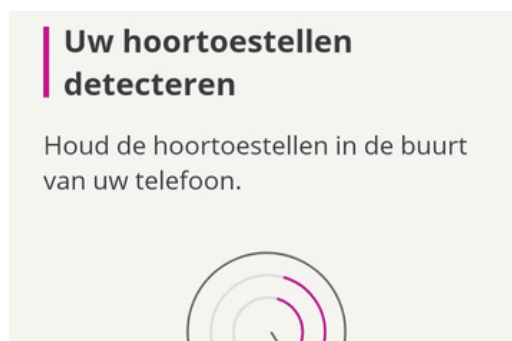 Uw hoortoestellen
detecteren
Houd de hoortoestellen in de buurt
van uw telefoon.